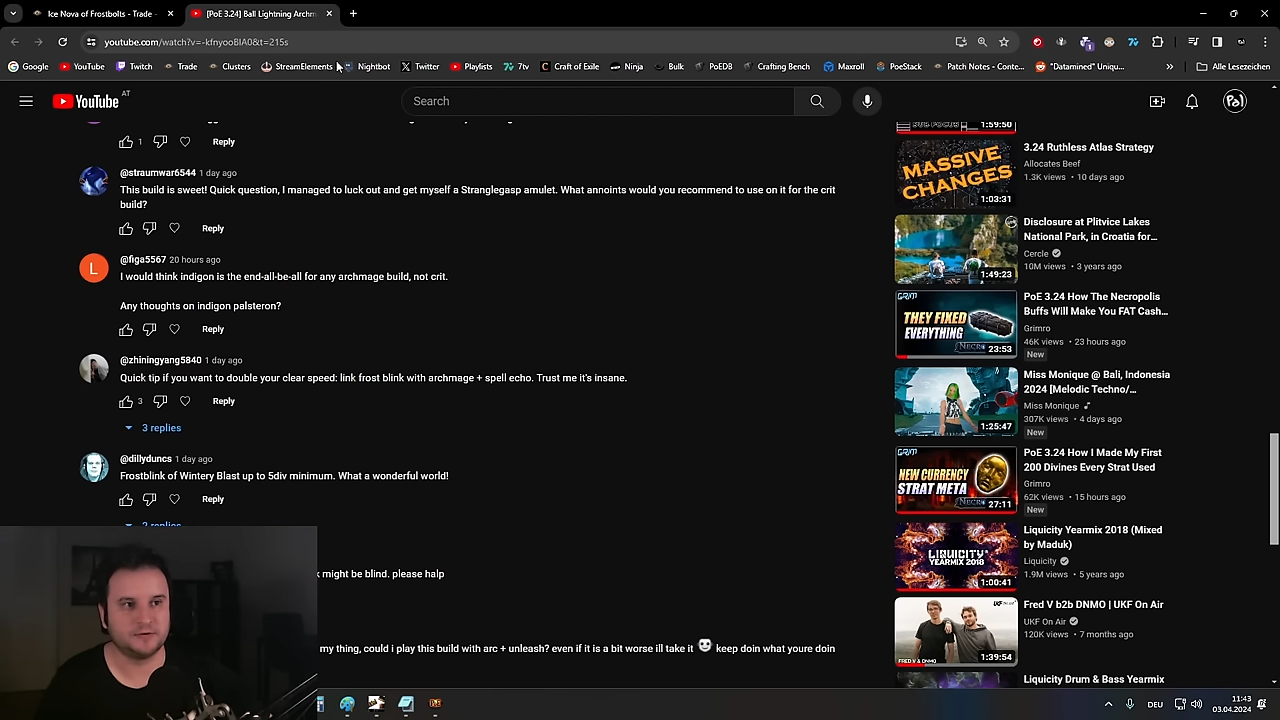 Ice Nova of Frostbolts - Trade -
[PoE 3.24] Ball Lightning Archm
youtube.com/watch?v=-kfnyooBIA0&t=215s
Google YouTube Twitch Trade Clusters StreamElements Nightbot Twitter Playlists 7tv Craft of Exile Ninja Bulk PoEDB Crafting Bench Maxroll PoeStack Patch Notes - Conte... "Datamined" Uniqu... Alle Lesezeichen
YouTube AT
Search
1 Reply
@straumwar6544 1 day ago
This build is sweet! Quick question, I managed to luck out and get myself a Stranglegasp amulet. What annoints would you recommend to use on it for the crit
build?
Reply
@figa5567 20 hours ago
L
I would think indigon is the end-all-be-all for any archmage build, not crit.
Any thoughts on indigon palsteron?
Reply
@zhiningyang5840 1 day ago
Quick tip if you want to double your clear speed: link frost blink with archmage + spell echo. Trust me it's insane.
3 Reply
3 replies
@dillyduncs 1 day ago
Frostblink of Wintery Blast up to 5div minimum. What a wonderful world!
Reply
might be blind. please halp
my thing, could i play this build with arc + unleash? even if it is a bit worse ill take it keep doin what youre doin
1:59:50
MASSIVE
CHANGES
1:03:31
3.24 Ruthless Atlas Strategy
Allocates Beef
1.3K views • 10 days ago
1:49:23
Disclosure at Plitvice Lakes
National Park, in Croatia for...
Cercle
10M views • 3 years ago
GRIM
THEY FIXED
EVERYTHING
23:53
PoE 3.24 How The Necropolis
Buffs Will Make You FAT Cash...
Grimro
46K views • 23 hours ago
New
1:25:47
Miss Monique @ Bali, Indonesia
2024 [Melodic Techno/...
Miss Monique
307K views • 4 days ago
New
GRIM
NEW CURRENCY
STRAT META
27:11
PoE 3.24 How I Made My First
200 Divines Every Strat Used
Grimro
62K views • 15 hours ago
New
LIQUICITY
YEARMIX 2018
1:00:41
Liquicity Yearmix 2018 (Mixed
by Maduk)
Liquicity
1.9M views • 5 years ago
FRED V & DNMO
1:39:54
Fred V b2b DNMO | UKF On Air
UKF On Air
120K views • 7 months ago
Liquicity Drum & Bass Yearmix
DEU
11:43
03.04.2024